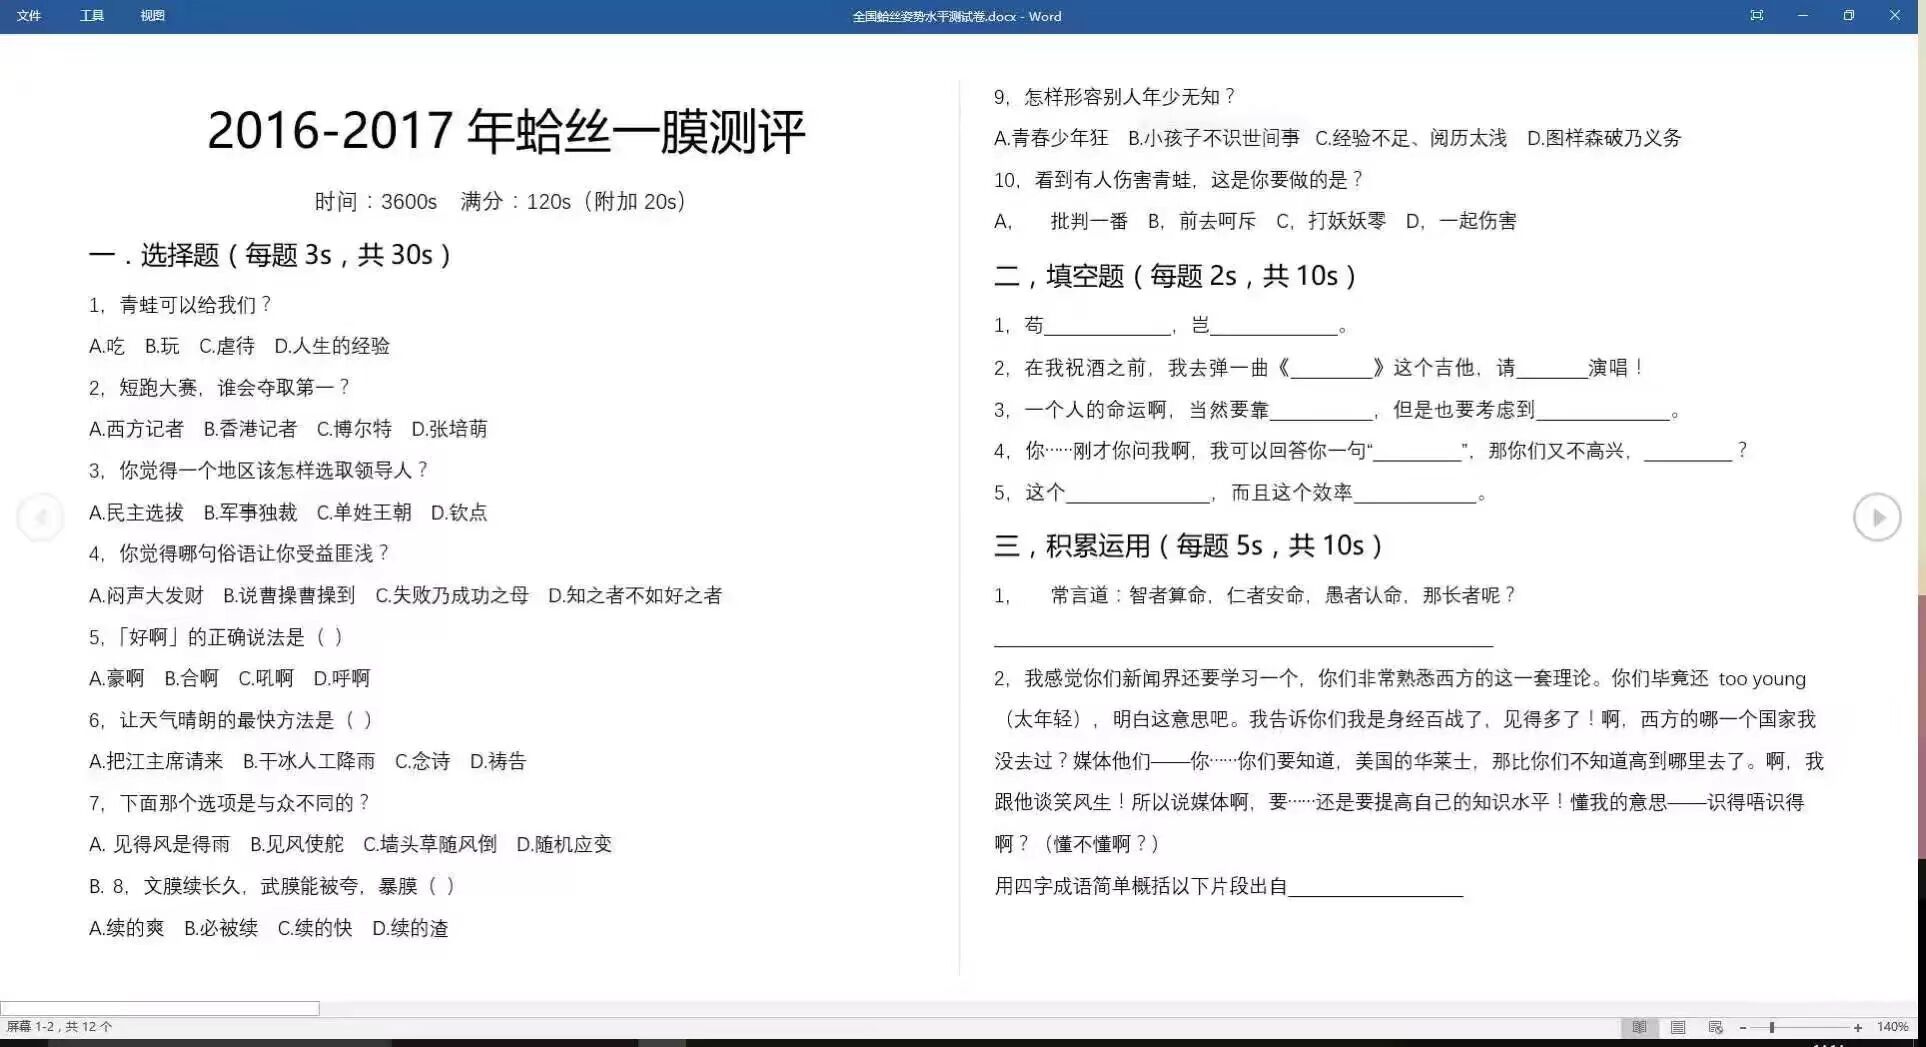 文件 工具 视图
全国蛤丝姿势水平测试卷.docx - Word
2016-2017 年蛤丝一膜测评
时间：3600s 满分：120s（附加 20s）
一．选择题（每题 3s，共 30s）
1，青蛙可以给我们？
A.吃 B.玩 C.虐待 D.人生的经验
2，短跑大赛，谁会夺取第一？
A.西方记者 B.香港记者 C.博尔特 D.张培萌
3，你觉得一个地区该怎样选取领导人？
A.民主选拔 B.军事独裁 C.单姓王朝 D.钦点
4，你觉得哪句俗语让你受益匪浅？
A.闷声大发财 B.说曹操曹操到 C.失败乃成功之母 D.知之者不如好之者
5，「好啊」的正确说法是（ ）
A.豪啊 B.合啊 C.吼啊 D.呼啊
6，让天气晴朗的最快方法是（ ）
A.把江主席请来 B.干冰人工降雨 C.念诗 D.祷告
7，下面那个选项是与众不同的？
A. 见得风是得雨 B.见风使舵 C.墙头草随风倒 D.随机应变
B. 8，文膜续长久，武膜能被夸，暴膜（ ）
A.续的爽 B.必被续 C.续的快 D.续的渣
9，怎样形容别人年少无知？
A.青春少年狂 B.小孩子不识世间事 C.经验不足、阅历太浅 D.图样森破乃义务
10，看到有人伤害青蛙，这是你要做的是？
A， 批判一番 B，前去呵斥 C，打妖妖零 D，一起伤害
二，填空题（每题 2s，共 10s）
1，苟____________，岂____________。
2，在我祝酒之前，我去弹一曲《________》这个吉他，请_______演唱！
3，一个人的命运啊，当然要靠__________，但是也要考虑到_____________。
4，你……刚才你问我啊，我可以回答你一句“_________”，那你们又不高兴，_________？
5，这个______________，而且这个效率____________。
三，积累运用（每题 5s，共 10s）
1， 常言道：智者算命，仁者安命，愚者认命，那长者呢？
__________________________________________________
2，我感觉你们新闻界还要学习一个，你们非常熟悉西方的这一套理论。你们毕竟还 too young
（太年轻），明白这意思吧。我告诉你们我是身经百战了，见得多了！啊，西方的哪一个国家我
没去过？媒体他们——你……你们要知道，美国的华莱士，那比你们不知道高到哪里去了。啊，我
跟他谈笑风生！所以说媒体啊，要……还是要提高自己的知识水平！懂我的意思——识得唔识得
啊？（懂不懂啊？）
用四字成语简单概括以下片段出自_________________
屏幕 1-2，共 12 个
140%